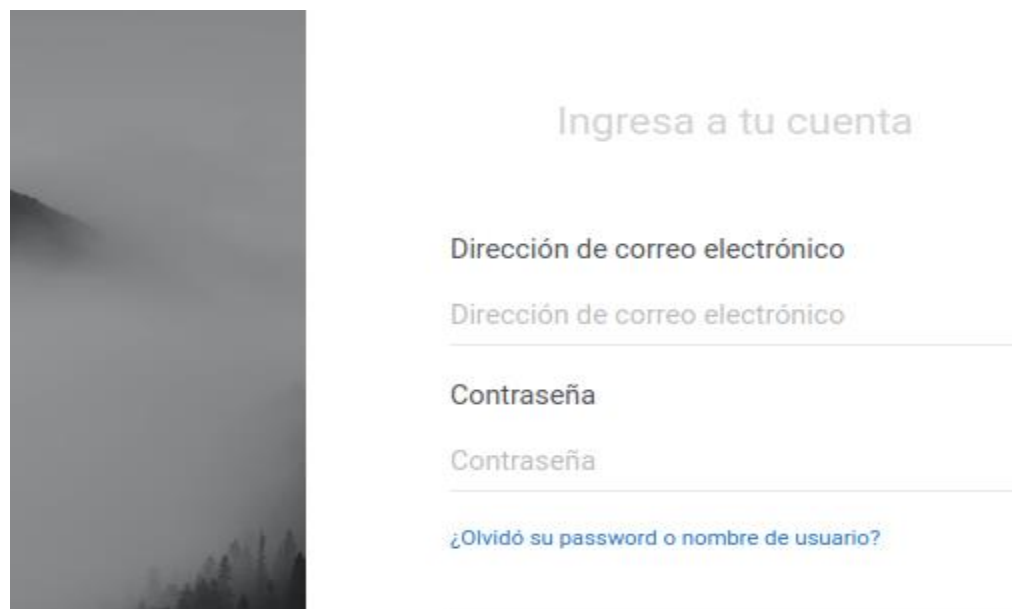 Ingresa a tu cuenta
Dirección de correo electrónico
Dirección de correo electrónico
Contraseña
Contraseña
¿Olvidó su password o nombre de usuario?